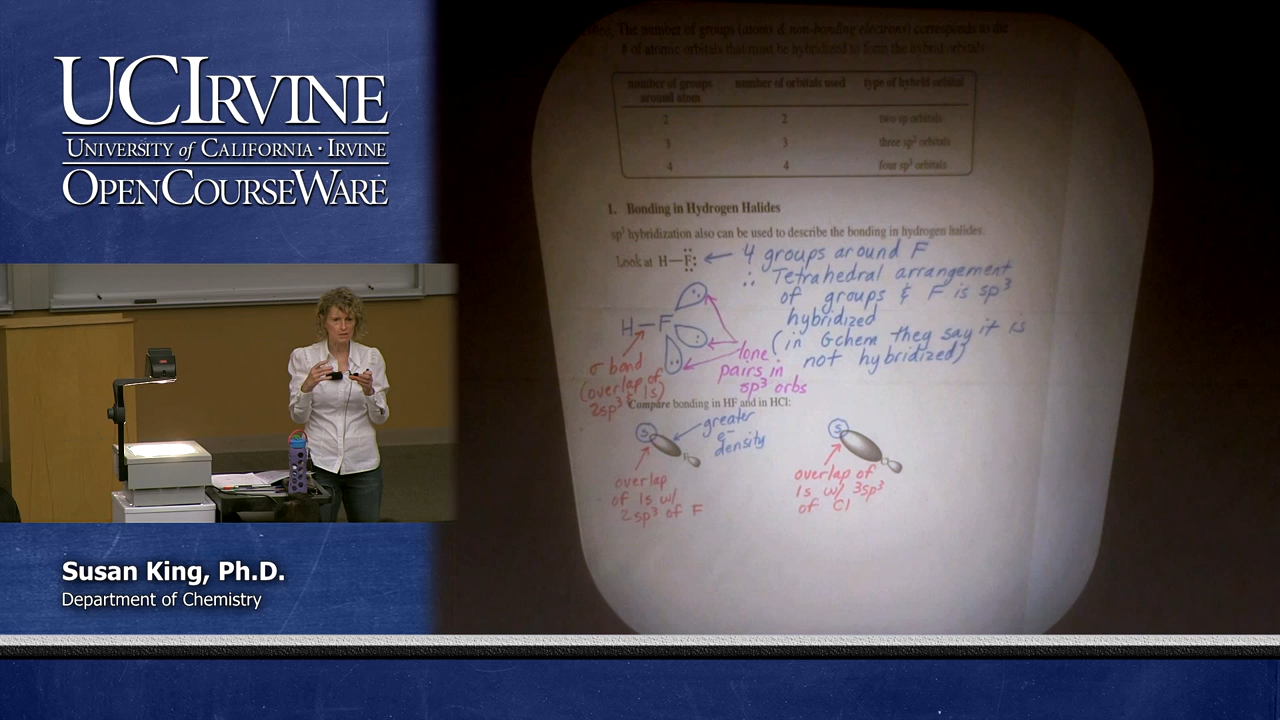 UCIRVINE
UNIVERSITY of CALIFORNIA · IRVINE
OPENCOURSEWARE
Susan King, Ph.D.
Department of Chemistry
The number of groups (atoms & non-bonding electrons) corresponds to the
# of atomic orbitals that must be hybridized to form the hybrid orbitals
number of groups around atom number of orbitals used type of hybrid orbital
2 2 two sp orbitals
3 3 three sp² orbitals
4 4 four sp³ orbitals
1. Bonding in Hydrogen Halides
sp³ hybridization also can be used to describe the bonding in hydrogen halides.
Look at H—F: ← 4 groups around F
∴ Tetrahedral arrangement
of groups & F is sp³
hybridized
(in Gchem they say it is
not hybridized)
H—F
lone
pairs in
sp³ orbs
σ bond
(overlap of
2sp³ & 1s)
Compare bonding in HF and in HCl:
S
greater
e⁻
density
overlap
of 1s w/
2sp³ of F
S
overlap of
1s w/ 3sp³
of Cl